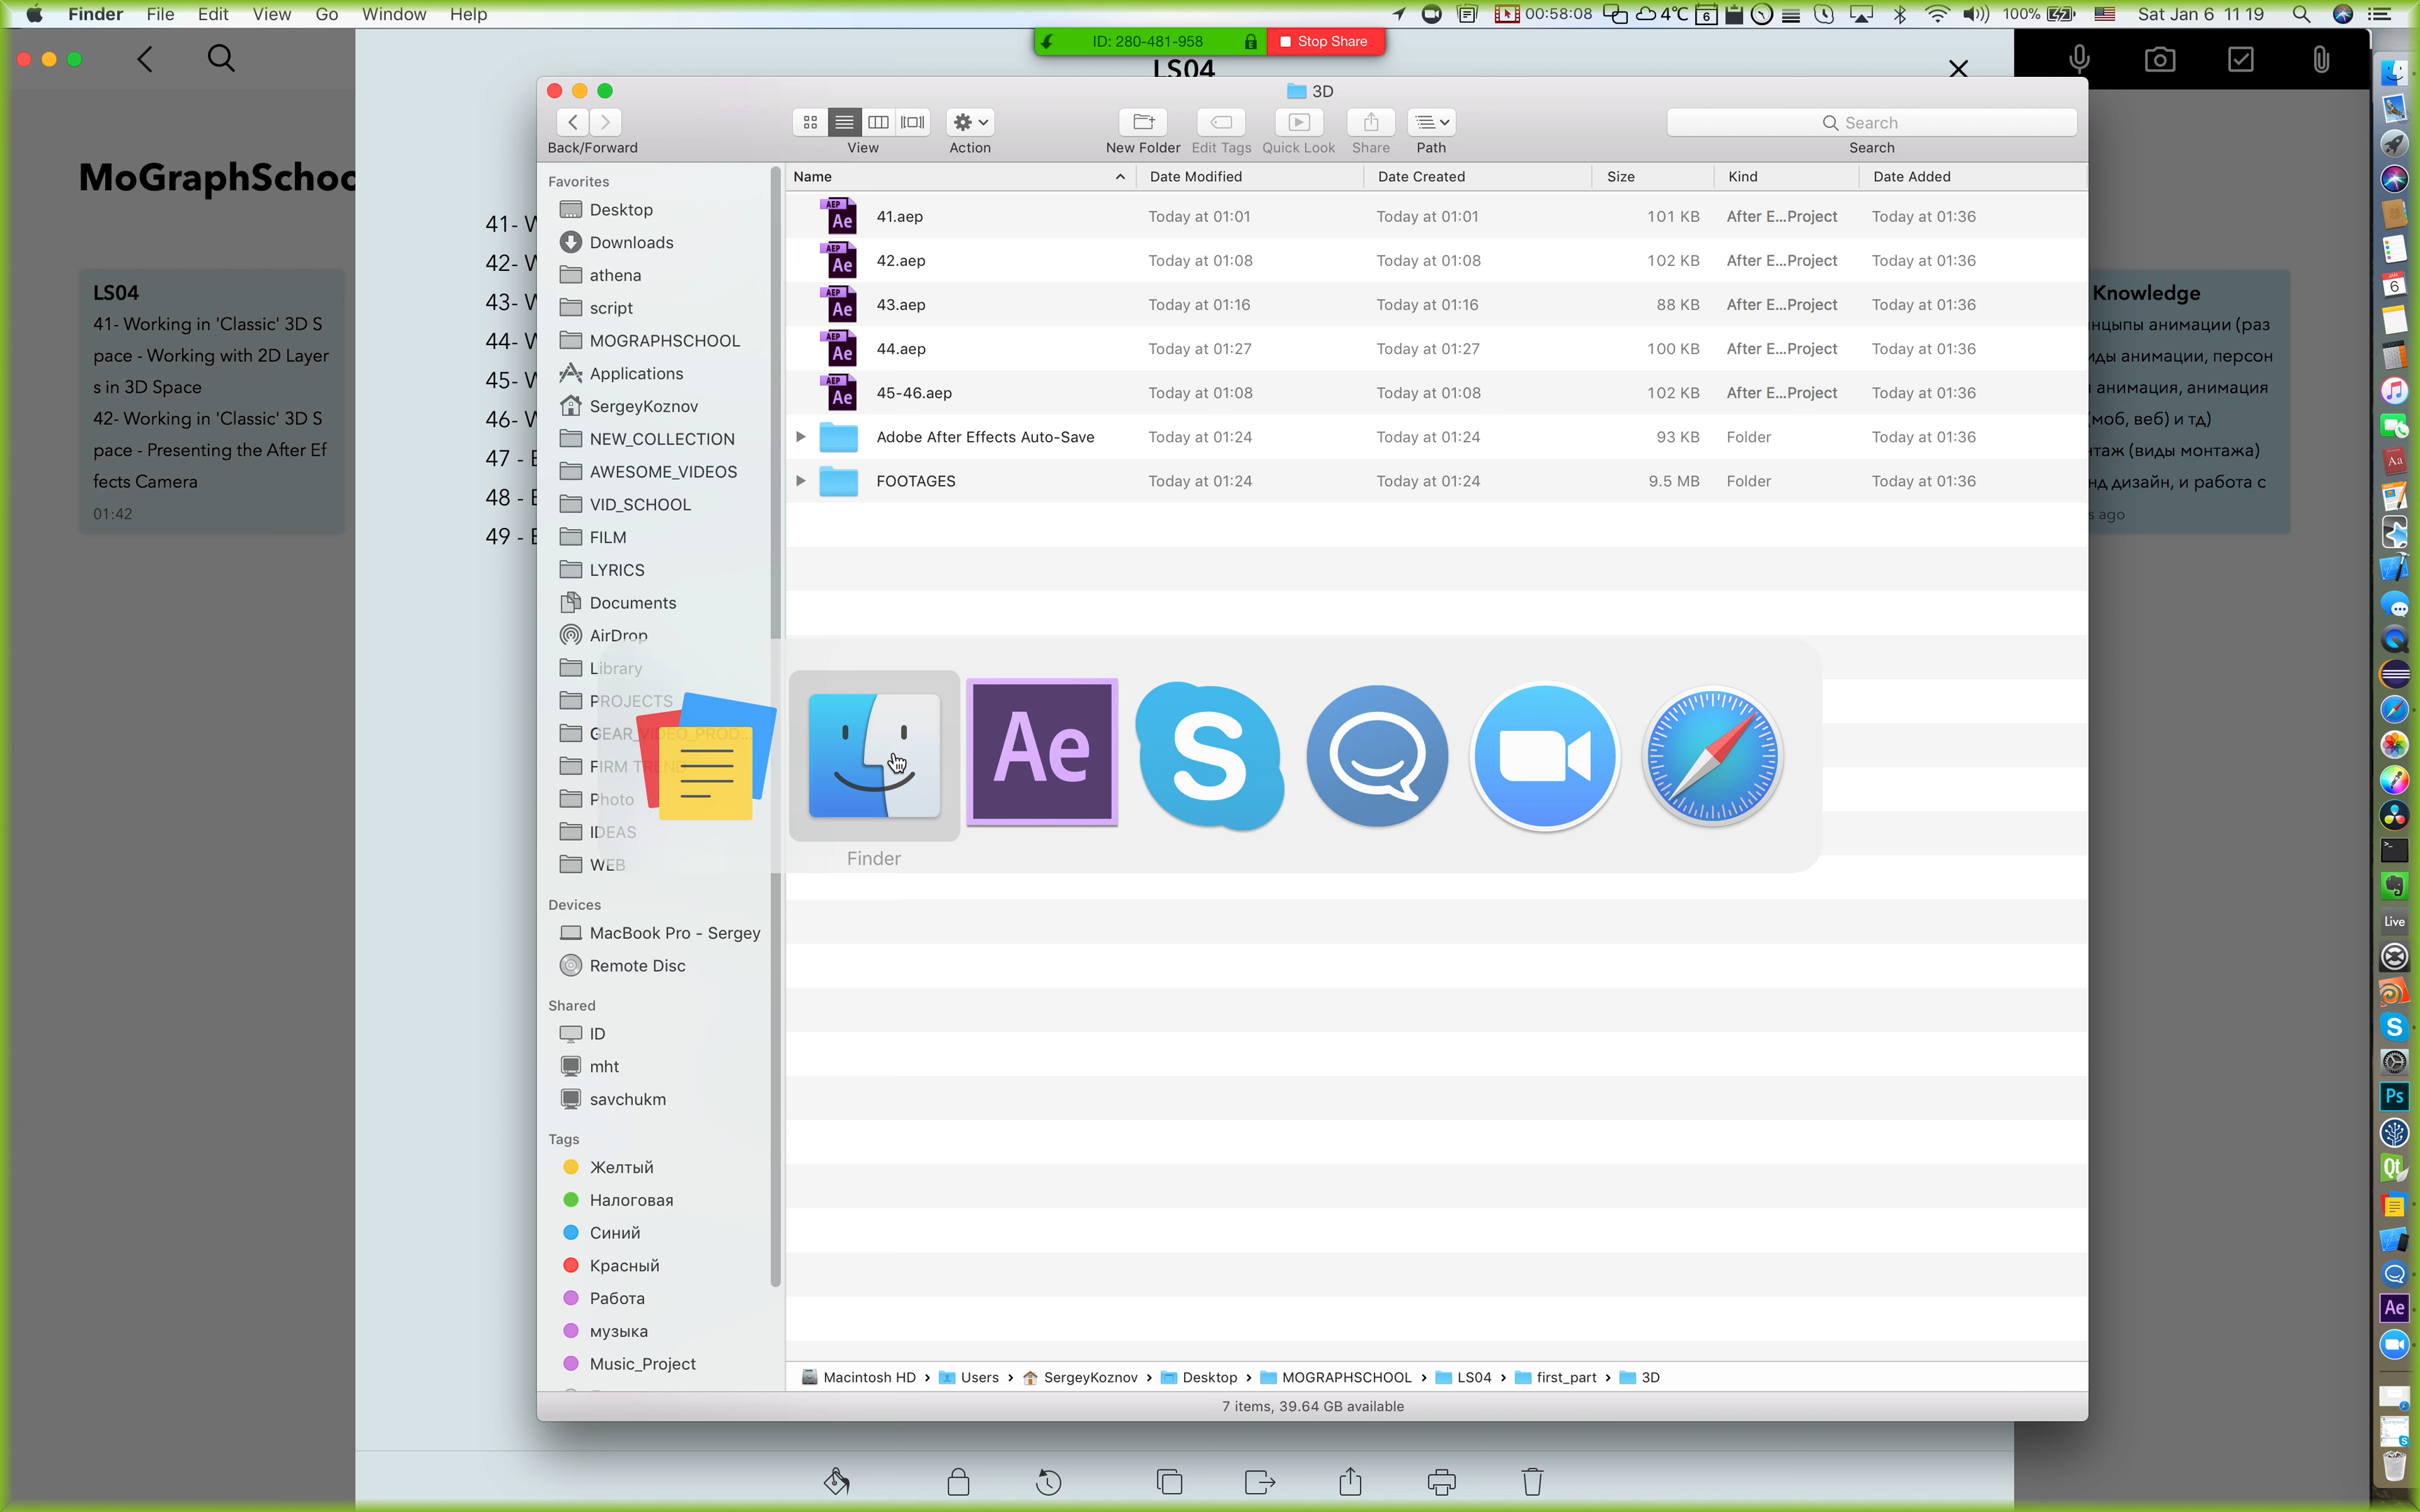 Finder File Edit View Go Window Help
00:58:08 4℃ 6 100% Sat Jan 6 11 19
ID: 280-481-958 Stop Share
LS04
MoGraphSchoo
LS04
41- Working in 'Classic' 3D S
pace - Working with 2D Layer
s in 3D Space
42- Working in 'Classic' 3D S
pace - Presenting the After Ef
fects Camera
01:42
41- W
42- W
43- W
44- W
45- W
46- W
47 - E
48 - E
49 - E
3D
Back/Forward View Action New Folder Edit Tags Quick Look Share Path Search
Search
Name Date Modified Date Created Size Kind Date Added
41.aep Today at 01:01 Today at 01:01 101 KB After E...Project Today at 01:36
42.aep Today at 01:08 Today at 01:08 102 KB After E...Project Today at 01:36
43.aep Today at 01:16 Today at 01:16 88 KB After E...Project Today at 01:36
44.aep Today at 01:27 Today at 01:27 100 KB After E...Project Today at 01:36
45-46.aep Today at 01:08 Today at 01:08 102 KB After E...Project Today at 01:36
Adobe After Effects Auto-Save Today at 01:24 Today at 01:24 93 KB Folder Today at 01:36
FOOTAGES Today at 01:24 Today at 01:24 9.5 MB Folder Today at 01:36
Favorites
Desktop
Downloads
athena
script
MOGRAPHSCHOOL
Applications
SergeyKoznov
NEW_COLLECTION
AWESOME_VIDEOS
VID_SCHOOL
FILM
LYRICS
Documents
AirDrop
Library
PROJECTS
GEAR_VIDEO_PROD...
FIRM TREND
Photo
IDEAS
WEB
Devices
MacBook Pro - Sergey
Remote Disc
Shared
ID
mht
savchukm
Tags
Желтый
Налоговая
Синий
Красный
Работа
музыка
Music_Project
Ae
S
Finder
Macintosh HD › Users › SergeyKoznov › Desktop › MOGRAPHSCHOOL › LS04 › first_part › 3D
7 items, 39.64 GB available
Knowledge
нцыпы анимации (раз
иды анимации, персон
анимация, анимация
(моб, веб) и тд)
таж (виды монтажа)
нд дизайн, и работа с
s ago
JAN
6
Aa
Live
S
Ps
Qt
Ae